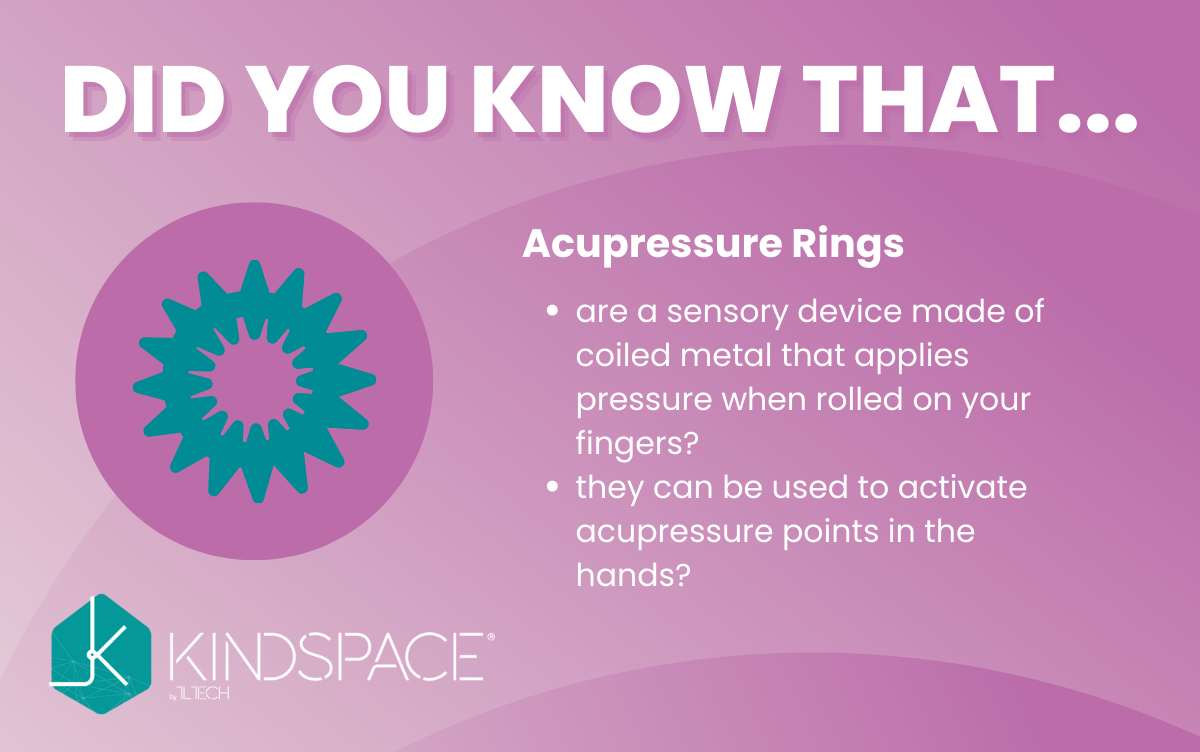 DID YOU KNOW THAT...
Acupressure Rings
• are a sensory device made of
coiled metal that applies
pressure when rolled on your
fingers?
• they can be used to activate
acupressure points in the
hands?
KINDSPACE®
by TLTECH